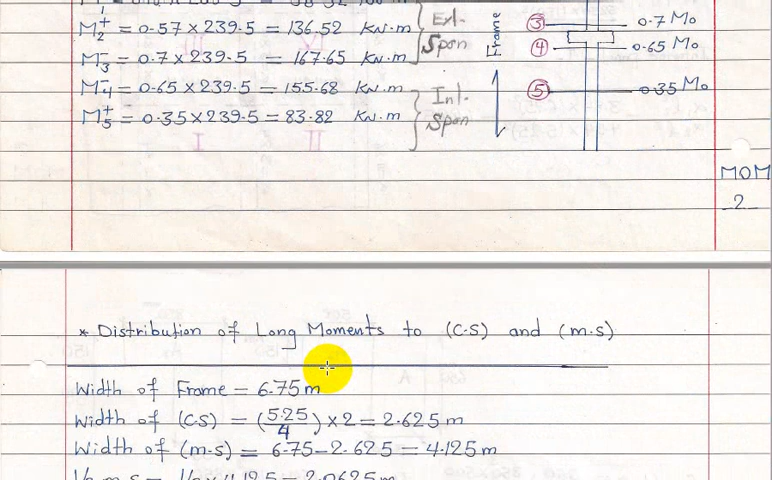 M₂⁺ = 0.57 × 239.5 = 136.52 KN.m
Ext.
Span
M₃⁻ = 0.7 × 239.5 = 167.65 KN.m
M₄⁻ = 0.65 × 239.5 = 155.68 KN.m
M₅⁺ = 0.35 × 239.5 = 83.82 KN.m
Int.
Span
Frame
③ 0.7 Mo
④ 0.65 Mo
⑤ 0.35 Mo
MOM
2
* Distribution of Long Moments to (C.S) and (m.s)
Width of Frame = 6.75 m
Width of (C.S) = (5.25/4) × 2 = 2.625 m
Width of (m-s) = 6.75 - 2.625 = 4.125 m